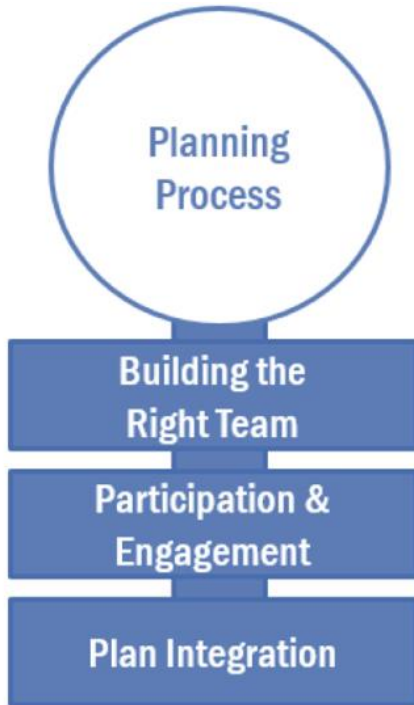 Planning
Process
Building the
Right Team
Participation &
Engagement
Plan Integration